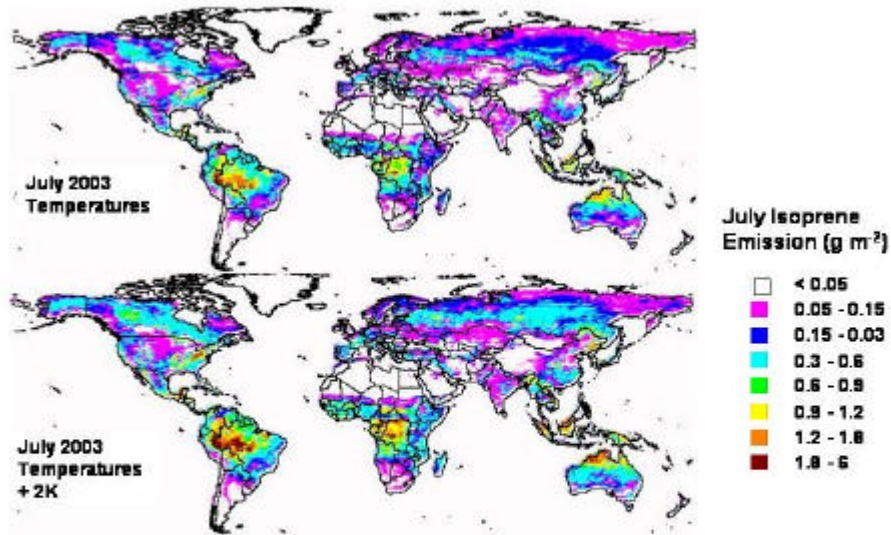 July 2003
Temperatures
July Isoprene
Emission (g m⁻²)
< 0.05
0.05 - 0.15
0.15 - 0.03
0.3 - 0.6
0.6 - 0.9
0.9 - 1.2
1.2 - 1.8
1.8 - 6
July 2003
Temperatures
+ 2K